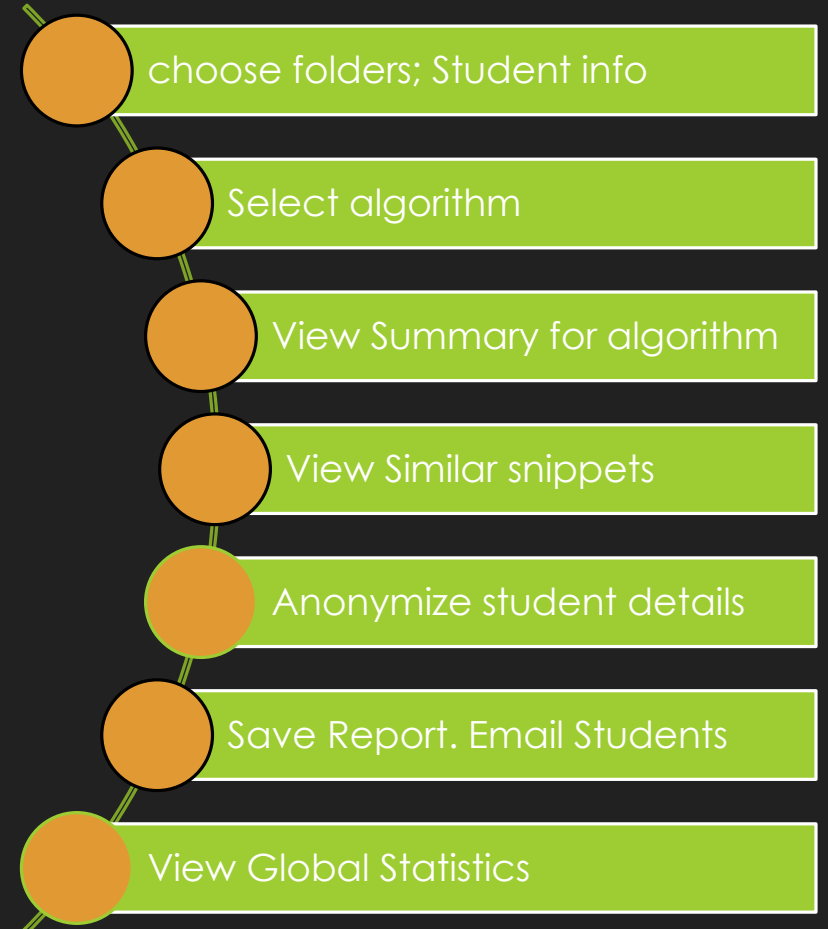 choose folders; Student info
Select algorithm
View Summary for algorithm
View Similar snippets
Anonymize student details
Save Report. Email Students
View Global Statistics